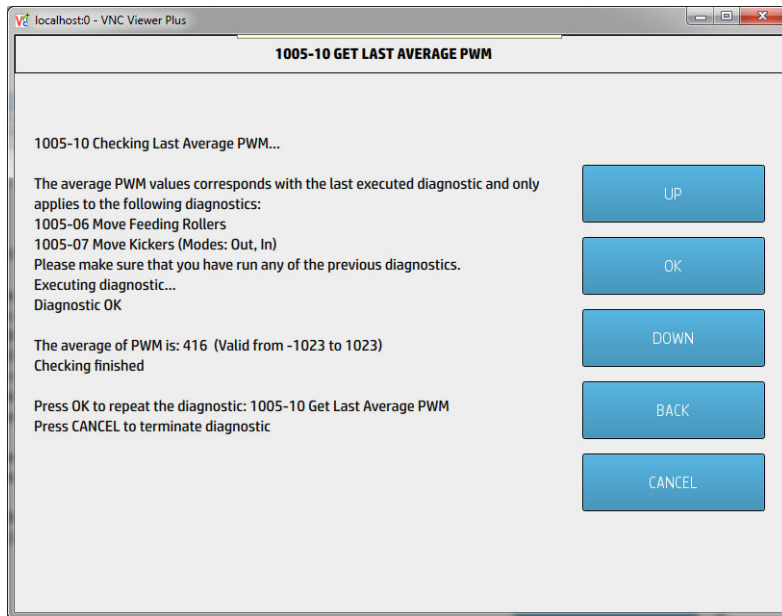 localhost:0 - VNC Viewer Plus
1005-10 GET LAST AVERAGE PWM
1005-10 Checking Last Average PWM...
The average PWM values corresponds with the last executed diagnostic and only
applies to the following diagnostics:
1005-06 Move Feeding Rollers
1005-07 Move Kickers (Modes: Out, In)
Please make sure that you have run any of the previous diagnostics.
Executing diagnostic...
Diagnostic OK
The average of PWM is: 416 (Valid from -1023 to 1023)
Checking finished
Press OK to repeat the diagnostic: 1005-10 Get Last Average PWM
Press CANCEL to terminate diagnostic
UP
OK
DOWN
BACK
CANCEL